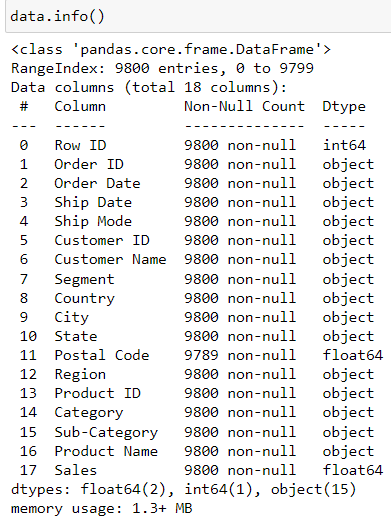 data.info()
<class 'pandas.core.frame.DataFrame'>
RangeIndex: 9800 entries, 0 to 9799
Data columns (total 18 columns):
 #   Column         Non-Null Count  Dtype
---  ------         --------------  -----
 0   Row ID         9800 non-null   int64
 1   Order ID       9800 non-null   object
 2   Order Date     9800 non-null   object
 3   Ship Date      9800 non-null   object
 4   Ship Mode      9800 non-null   object
 5   Customer ID    9800 non-null   object
 6   Customer Name  9800 non-null   object
 7   Segment        9800 non-null   object
 8   Country        9800 non-null   object
 9   City           9800 non-null   object
 10  State          9800 non-null   object
 11  Postal Code    9789 non-null   float64
 12  Region         9800 non-null   object
 13  Product ID     9800 non-null   object
 14  Category       9800 non-null   object
 15  Sub-Category   9800 non-null   object
 16  Product Name   9800 non-null   object
 17  Sales          9800 non-null   float64
dtypes: float64(2), int64(1), object(15)
memory usage: 1.3+ MB